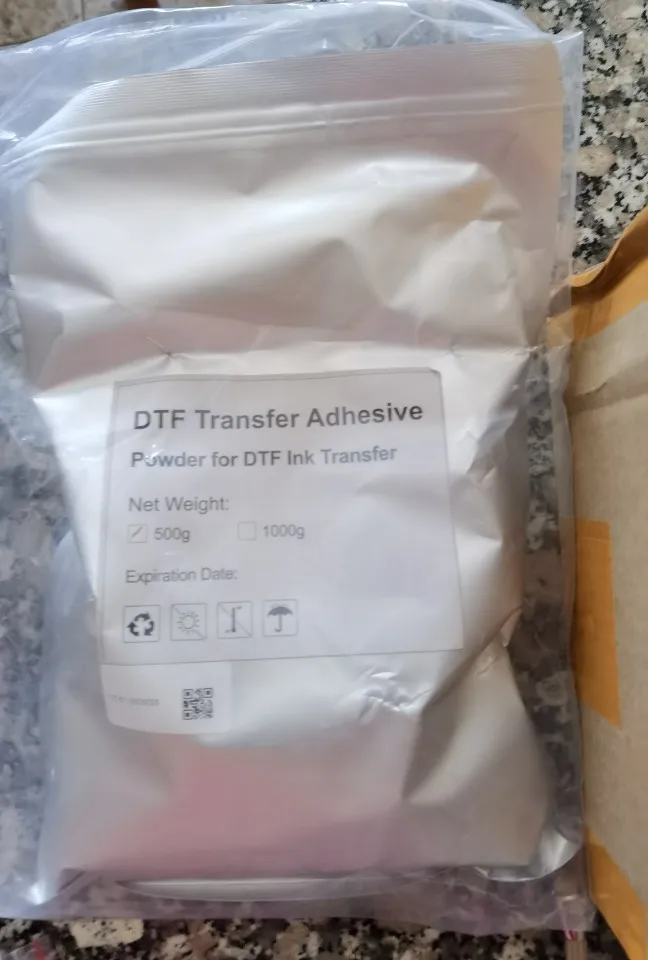 DTF Transfer Adhesive
Powder for DTF Ink Transfer
Net Weight:
500g 1000g
Expiration Date: